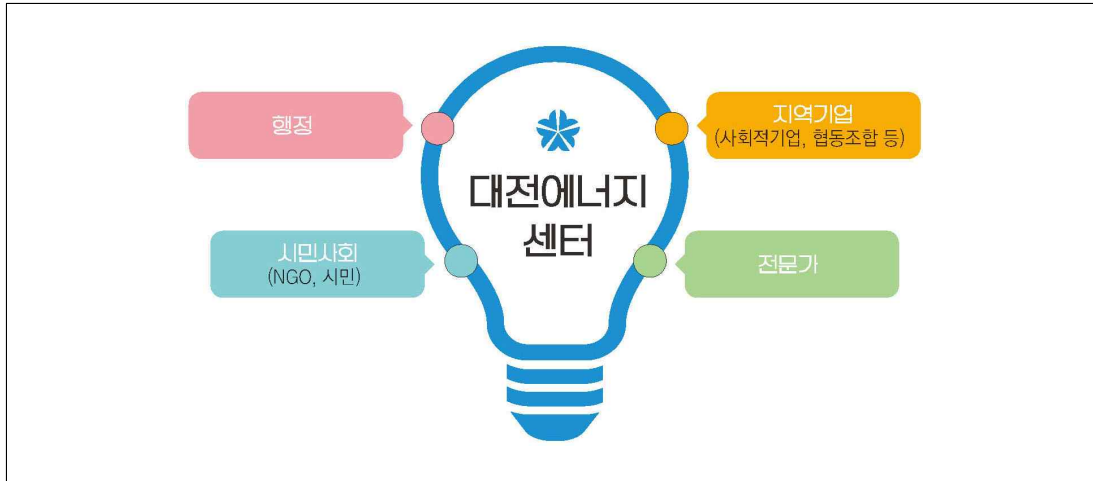 행정
지역기업
(사회적기업, 협동조합 등)
대전에너지
센터
시민사회
(NGO, 시민)
전문가